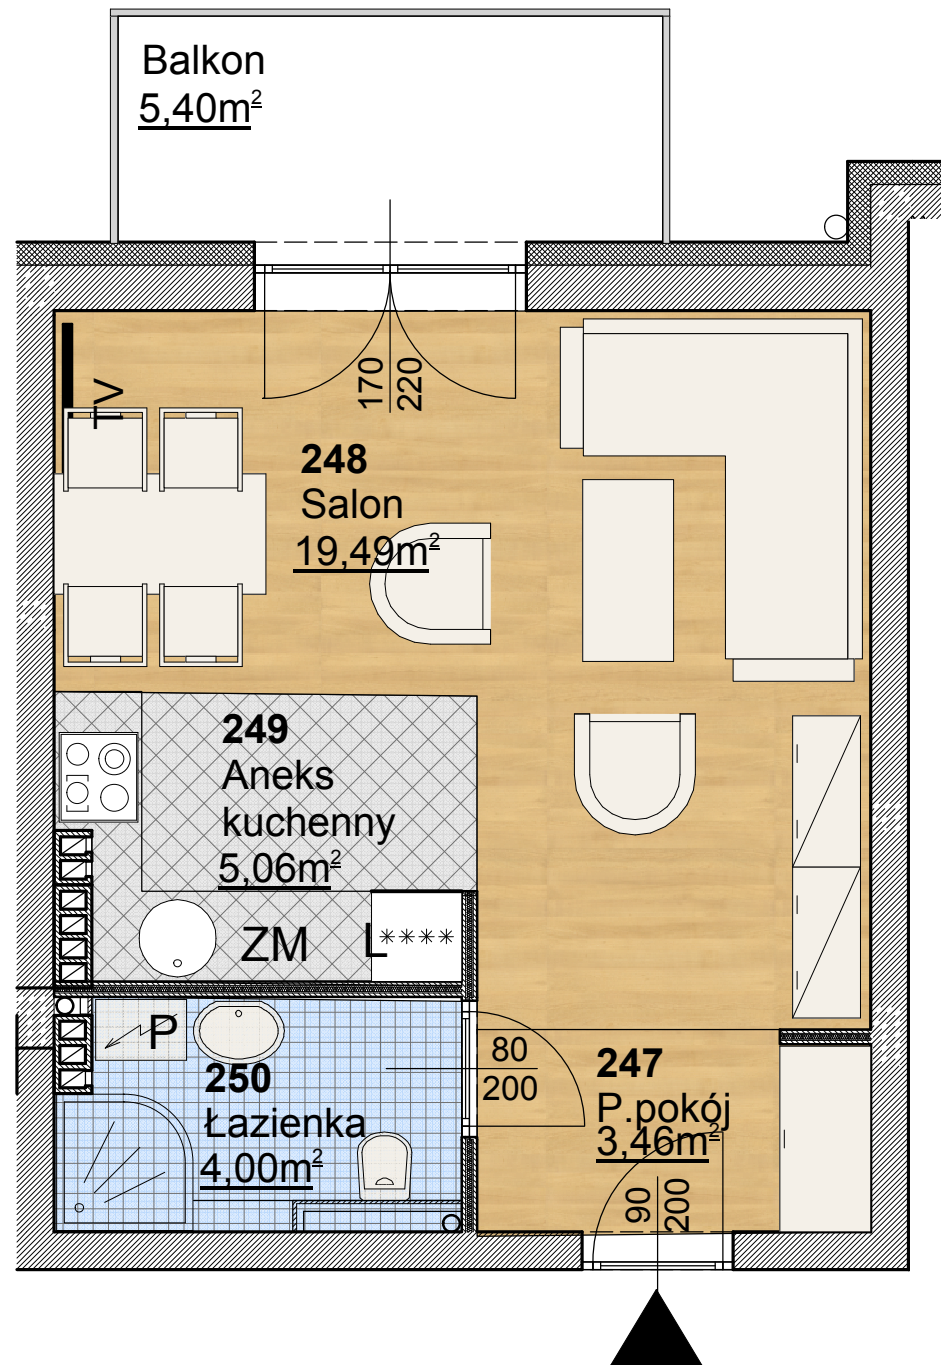 Balkon
5,40m²
170
220
TV
248
Salon
19,49m²
249
Aneks
kuchenny
5,06m²
ZM
L****
P
250
Łazienka
4,00m²
80
200
247
P.pokój
3,46m²
90
200